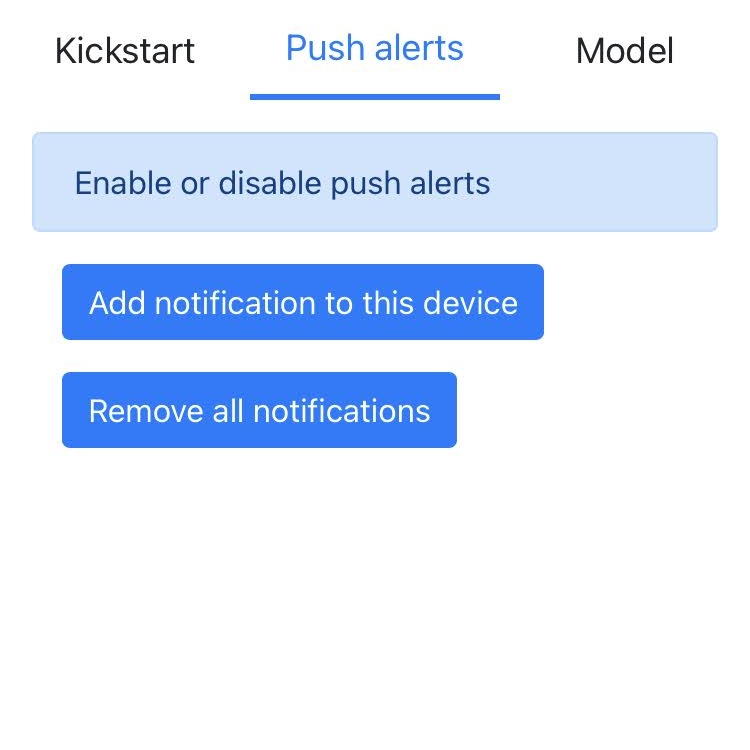 Kickstart Push alerts Model
Enable or disable push alerts
Add notification to this device
Remove all notifications